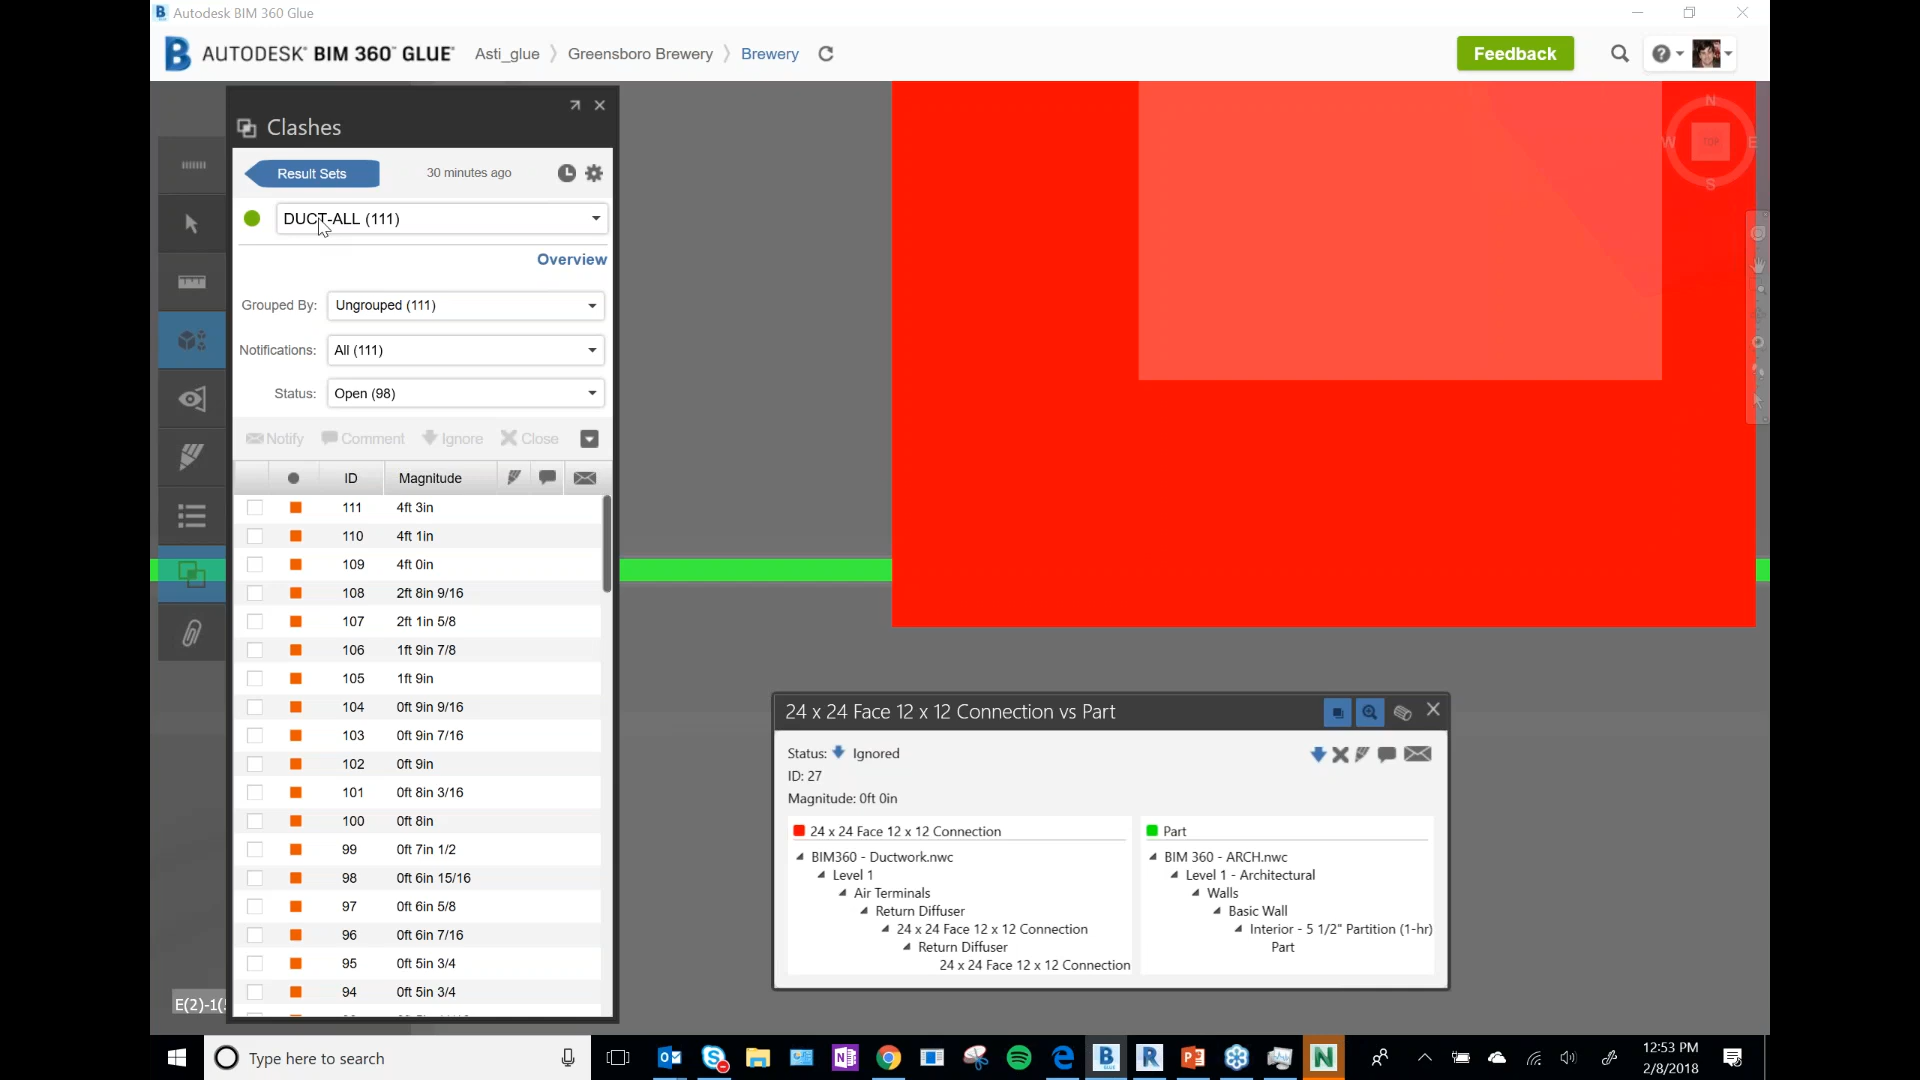 Autodesk BIM 360 Glue
AUTODESK® BIM 360™ GLUE® Asti_glue Greensboro Brewery Brewery Feedback
Clashes
N
W TOP E
S
Result Sets 30 minutes ago
DUCT-ALL (111)
Overview
Grouped By: Ungrouped (111)
Notifications: All (111)
Status: Open (98)
Notify Comment Ignore Close
ID Magnitude
111 4ft 3in
110 4ft 1in
109 4ft 0in
108 2ft 8in 9/16
107 2ft 1in 5/8
106 1ft 9in 7/8
105 1ft 9in
104 0ft 9in 9/16
103 0ft 9in 7/16
102 0ft 9in
101 0ft 8in 3/16
100 0ft 8in
99 0ft 7in 1/2
98 0ft 6in 15/16
97 0ft 6in 5/8
96 0ft 6in 7/16
95 0ft 5in 3/4
94 0ft 5in 3/4
E(2)-1(
24 x 24 Face 12 x 12 Connection vs Part
Status: Ignored
ID: 27
Magnitude: 0ft 0in
24 x 24 Face 12 x 12 Connection
BIM360 - Ductwork.nwc
Level 1
Air Terminals
Return Diffuser
24 x 24 Face 12 x 12 Connection
Return Diffuser
24 x 24 Face 12 x 12 Connection
Part
BIM 360 - ARCH.nwc
Level 1 - Architectural
Walls
Basic Wall
Interior - 5 1/2" Partition (1-hr)
Part
Type here to search
12:53 PM
2/8/2018